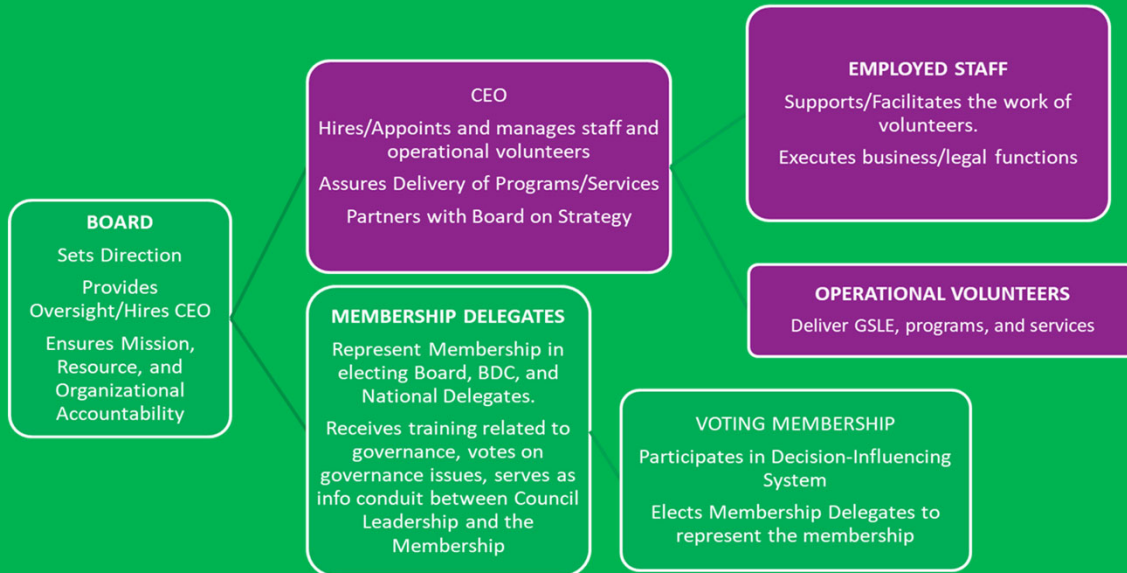 BOARD
Sets Direction
Provides
Oversight/Hires CEO
Ensures Mission,
Resource, and
Organizational
Accountability
CEO
Hires/Appoints and manages staff and
operational volunteers
Assures Delivery of Programs/Services
Partners with Board on Strategy
MEMBERSHIP DELEGATES
Represent Membership in
electing Board, BDC, and
National Delegates.
Receives training related to
governance, votes on
governance issues, serves as
info conduit between Council
Leadership and the
Membership
EMPLOYED STAFF
Supports/Facilitates the work of
volunteers.
Executes business/legal functions
OPERATIONAL VOLUNTEERS
Deliver GSLE, programs, and services
VOTING MEMBERSHIP
Participates in Decision-Influencing
System
Elects Membership Delegates to
represent the membership